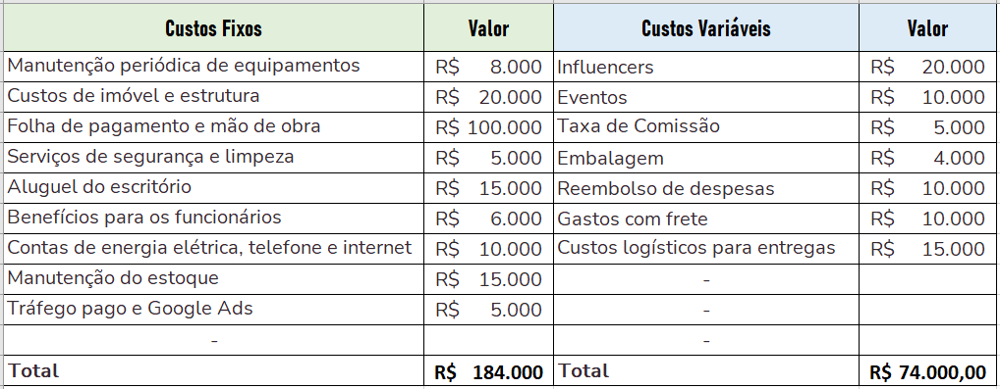 Custos Fixos Valor Custos Variáveis Valor
Manutenção periódica de equipamentos R$ 8.000 Influencers R$ 20.000
Custos de imóvel e estrutura R$ 20.000 Eventos R$ 10.000
Folha de pagamento e mão de obra R$ 100.000 Taxa de Comissão R$ 5.000
Serviços de segurança e limpeza R$ 5.000 Embalagem R$ 4.000
Aluguel do escritório R$ 15.000 Reembolso de despesas R$ 10.000
Benefícios para os funcionários R$ 6.000 Gastos com frete R$ 10.000
Contas de energia elétrica, telefone e internet R$ 10.000 Custos logísticos para entregas R$ 15.000
Manutenção do estoque R$ 15.000 -
Tráfego pago e Google Ads R$ 5.000 -
- -
Total R$ 184.000 Total R$ 74.000,00